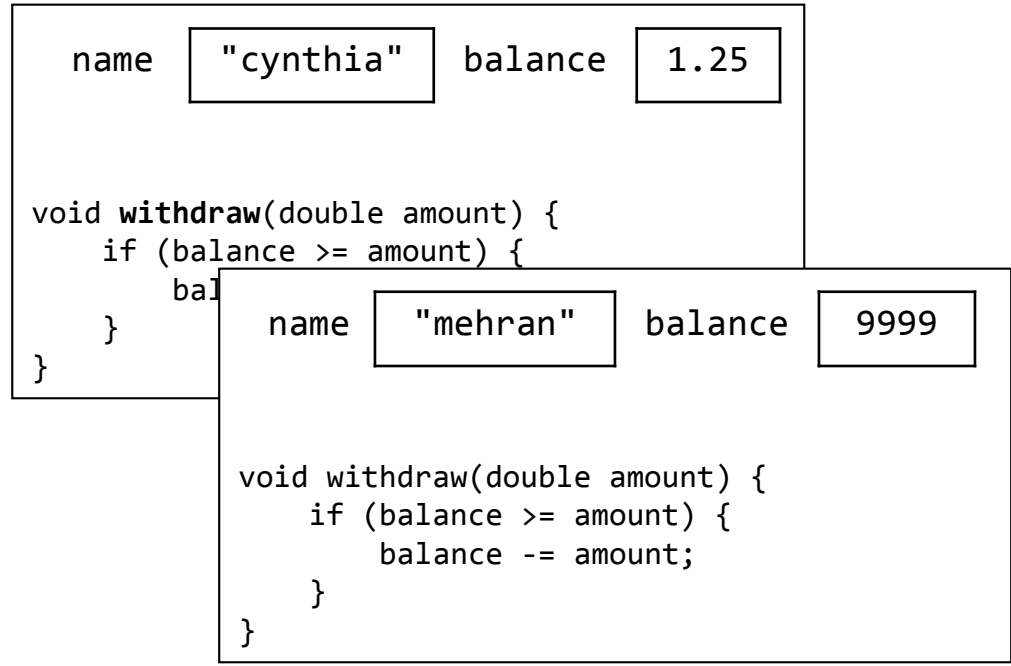 name "cynthia" balance 1.25
void withdraw(double amount) {
    if (balance >= amount) {
        bal
    }
}
name "mehran" balance 9999
void withdraw(double amount) {
    if (balance >= amount) {
        balance -= amount;
    }
}